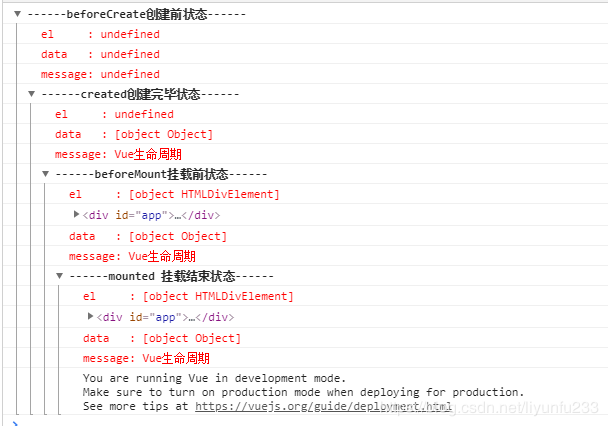 ------beforeCreate创建前状态------
el : undefined
data : undefined
message: undefined
------created创建完毕状态------
el : undefined
data : [object Object]
message: Vue生命周期
------beforeMount挂载前状态------
el : [object HTMLDivElement]
<div id="app">…</div>
data : [object Object]
message: Vue生命周期
------mounted 挂载结束状态------
el : [object HTMLDivElement]
<div id="app">…</div>
data : [object Object]
message: Vue生命周期
You are running Vue in development mode.
Make sure to turn on production mode when deploying for production.
See more tips at https://vuejs.org/guide/deployment.html